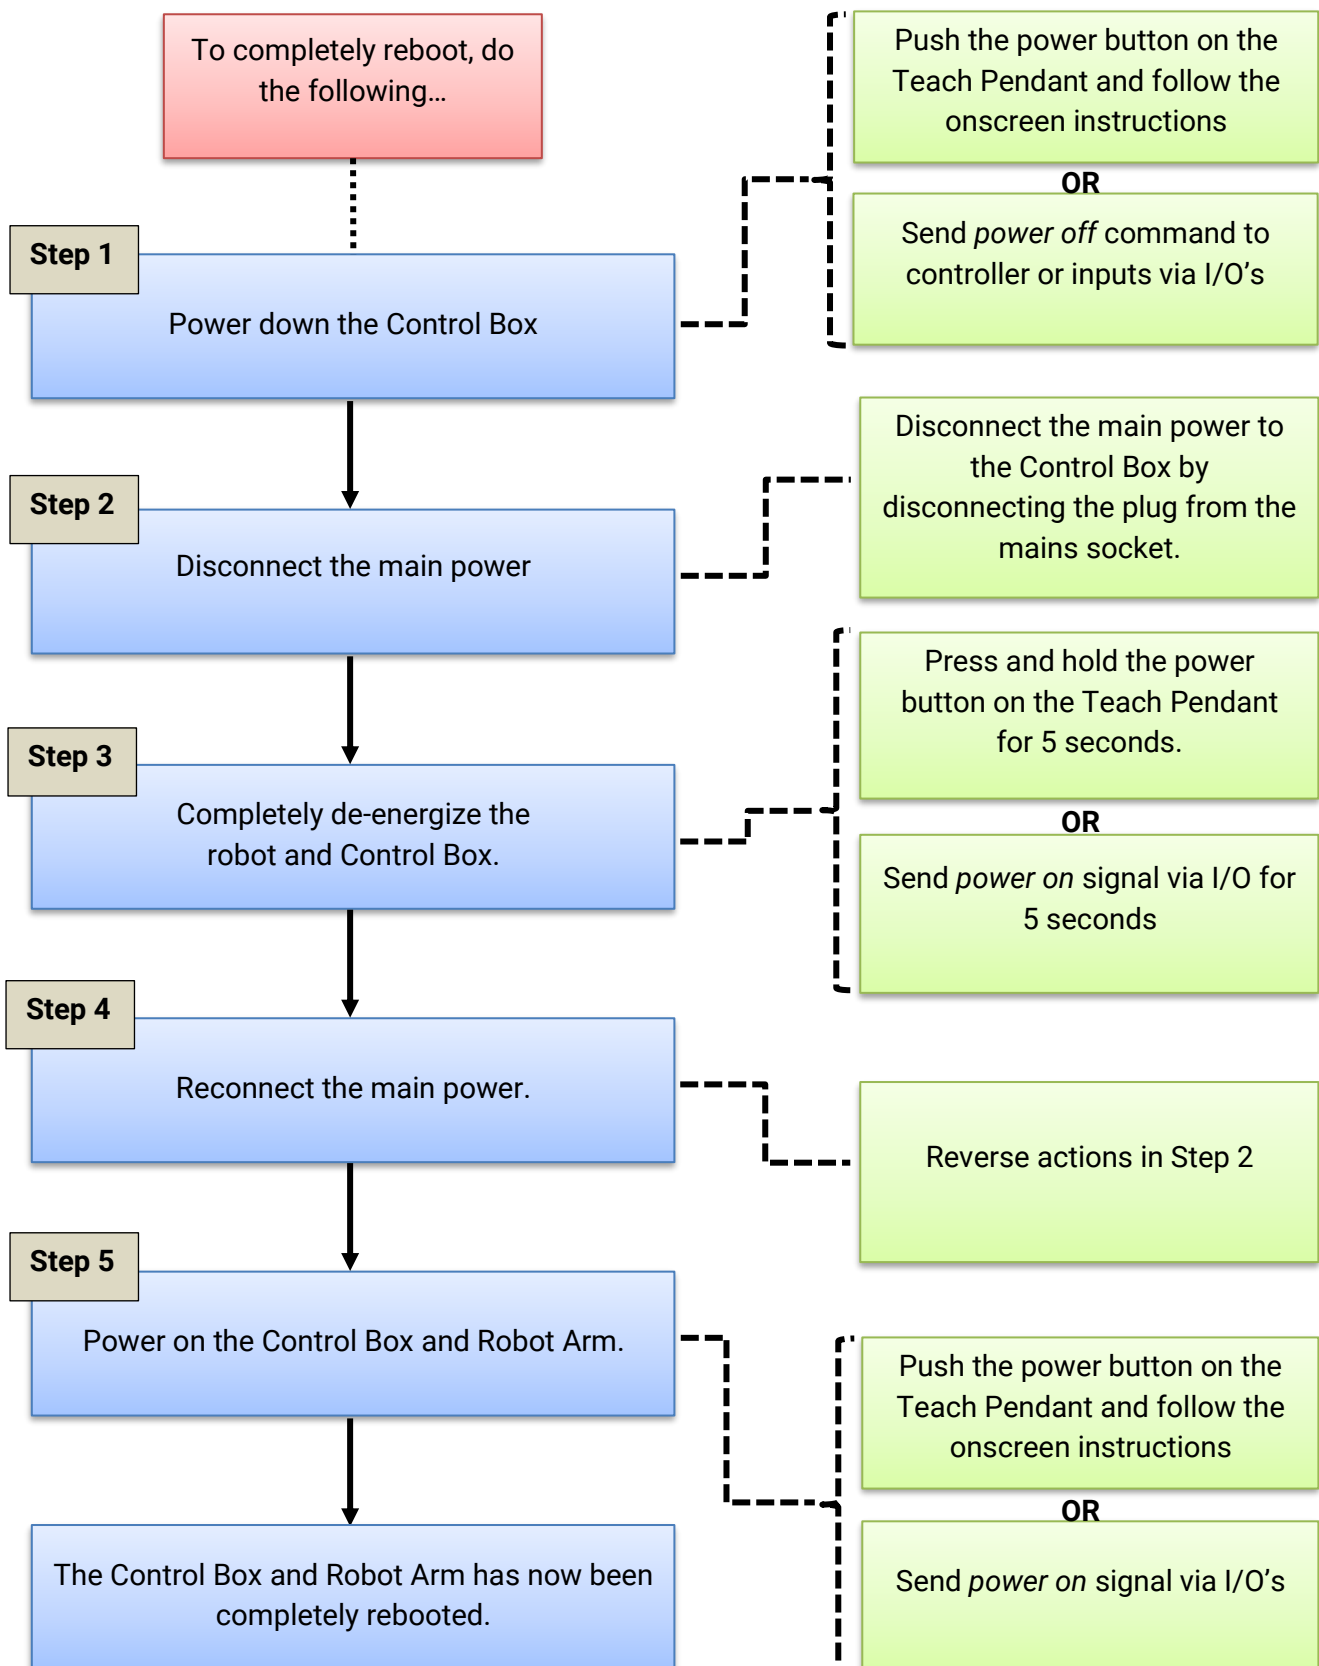 To completely reboot, do
the following…
Step 1
Power down the Control Box
Push the power button on the
Teach Pendant and follow the
onscreen instructions
OR
Send power off command to
controller or inputs via I/O’s
Step 2
Disconnect the main power
Disconnect the main power to
the Control Box by
disconnecting the plug from the
mains socket.
Step 3
Completely de-energize the
robot and Control Box.
Press and hold the power
button on the Teach Pendant
for 5 seconds.
OR
Send power on signal via I/O for
5 seconds
Step 4
Reconnect the main power.
Reverse actions in Step 2
Step 5
Power on the Control Box and Robot Arm.
Push the power button on the
Teach Pendant and follow the
onscreen instructions
OR
Send power on signal via I/O’s
The Control Box and Robot Arm has now been
completely rebooted.